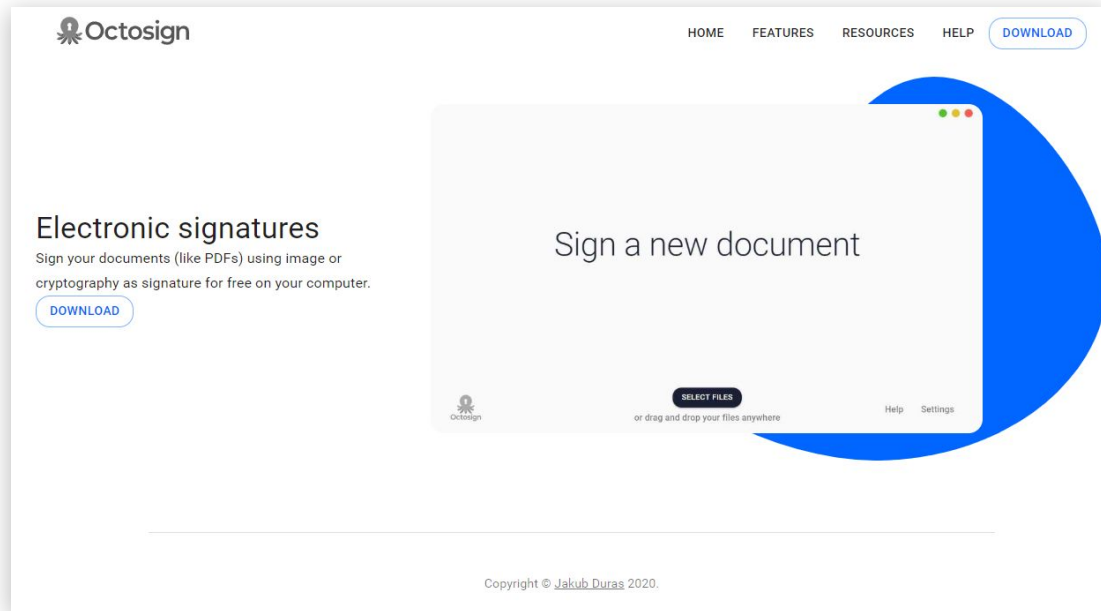 Octosign
HOME FEATURES RESOURCES HELP DOWNLOAD
Electronic signatures
Sign your documents (like PDFs) using image or
cryptography as signature for free on your computer.
DOWNLOAD
Sign a new document
SELECT FILES
or drag and drop your files anywhere
Octosign
Help Settings
Copyright © Jakub Duras 2020.